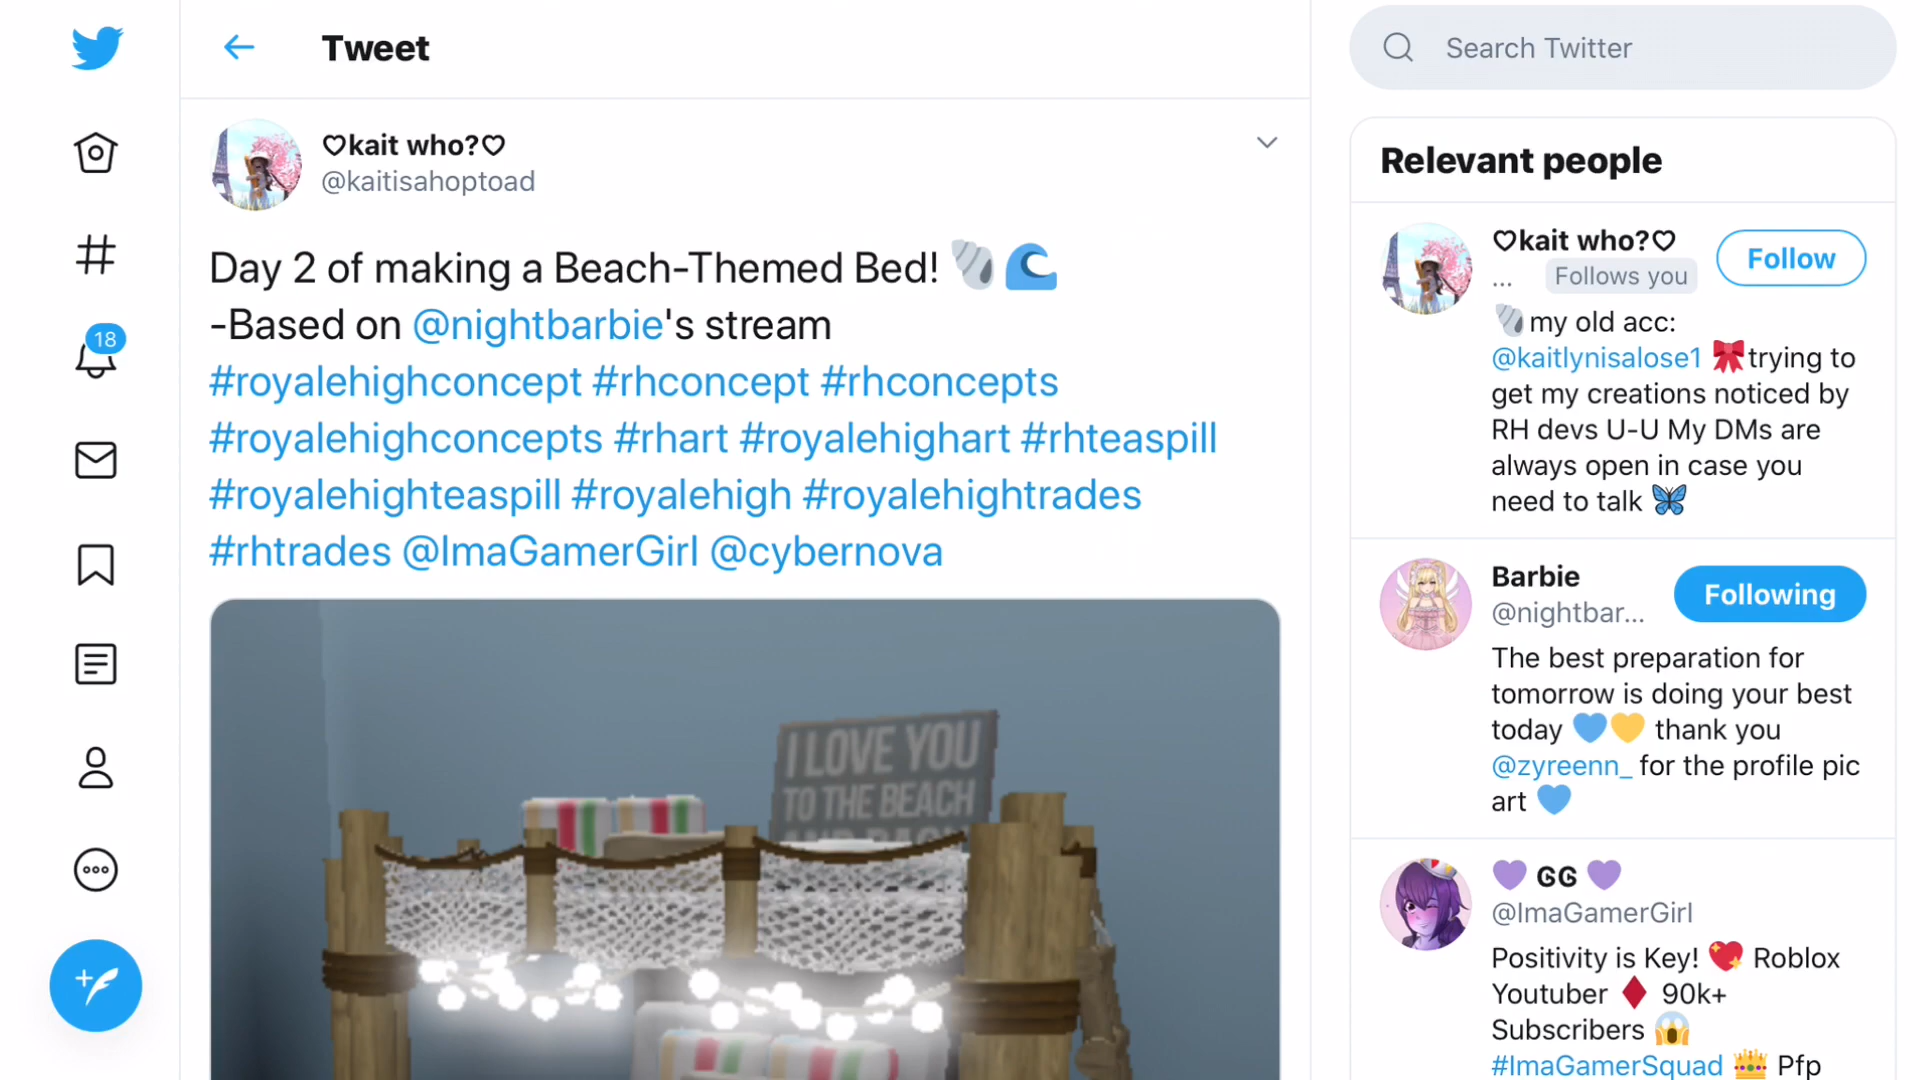 Tweet
♡kait who?♡
@kaitisahoptoad
Day 2 of making a Beach-Themed Bed! 🐚🌊
-Based on @nightbarbie's stream
#royalehighconcept #rhconcept #rhconcepts
#royalehighconcepts #rhart #royalehighart #rhteaspill
#royalehighteaspill #royalehigh #royalehightrades
#rhtrades @ImaGamerGirl @cybernova
I LOVE YOU
TO THE BEACH
AND BACK
18
Search Twitter
Relevant people
♡kait who?♡
... Follows you
Follow
🐚my old acc:
@kaitlynisalose1 🎀trying to
get my creations noticed by
RH devs U-U My DMs are
always open in case you
need to talk 🦋
Barbie
@nightbar...
Following
The best preparation for
tomorrow is doing your best
today 💙💛 thank you
@zyreenn_ for the profile pic
art 💙
💜 GG 💜
@ImaGamerGirl
Positivity is Key! 💖 Roblox
Youtuber ♦️ 90k+
Subscribers 😱
#ImaGamerSquad 👑 Pfp